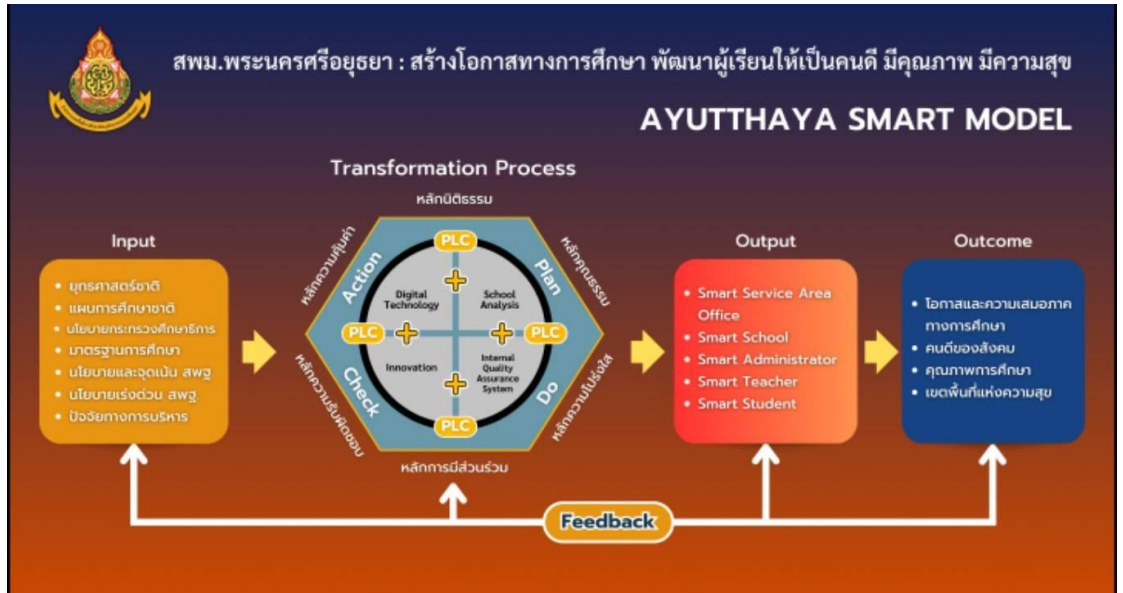 สพม.พระนครศรีอยุธยา : สร้างโอกาสทางการศึกษา พัฒนาผู้เรียนให้เป็นคนดี มีคุณภาพ มีความสุข
AYUTTHAYA SMART MODEL
Transformation Process
หลักนิติธรรม
หลักคุณธรรม
หลักความโปร่งใส
หลักการมีส่วนร่วม
หลักความรับผิดชอบ
หลักความคุ้มค่า
Input
• ยุทธศาสตร์ชาติ
• แผนการศึกษาชาติ
• นโยบายกระทรวงศึกษาธิการ
• มาตรฐานการศึกษา
• นโยบายและจุดเน้น สพฐ
• นโยบายเร่งด่วน สพฐ
• ปัจจัยทางการบริหาร
PLC
Plan
PLC
Do
PLC
Check
PLC
Action
Digital
Technology
School
Analysis
Innovation
Internal
Quality
Assurance
System
Output
• Smart Service Area
Office
• Smart School
• Smart Administrator
• Smart Teacher
• Smart Student
Outcome
• โอกาสและความเสมอภาค
ทางการศึกษา
• คนดีของสังคม
• คุณภาพการศึกษา
• เขตพื้นที่แห่งความสุข
Feedback